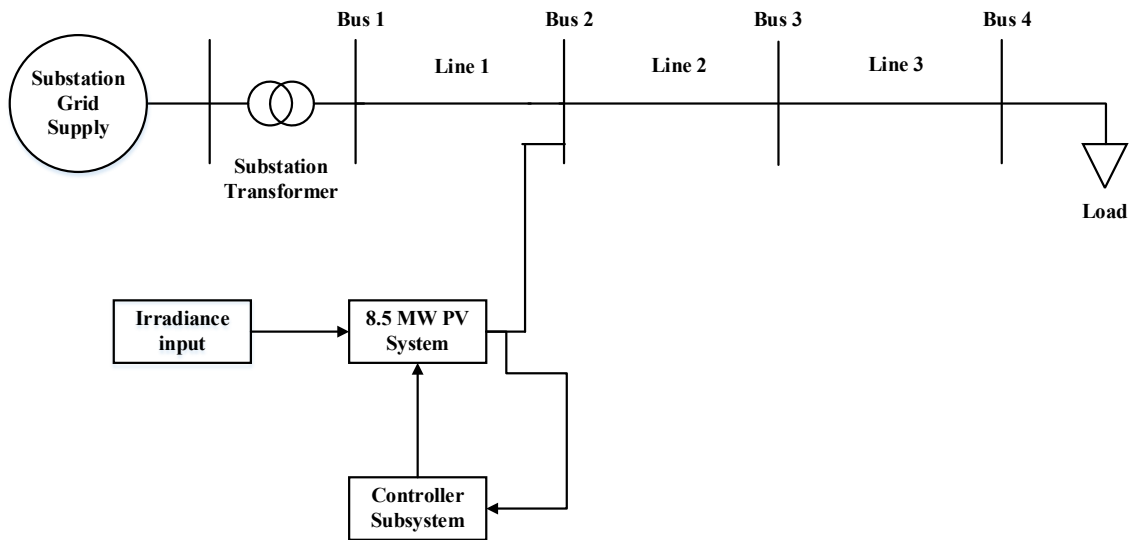 Bus 1
Bus 2
Bus 3
Bus 4
Substation
Grid
Supply
Line 1
Line 2
Line 3
Substation
Transformer
Load
Irradiance
input
8.5 MW PV
System
Controller
Subsystem